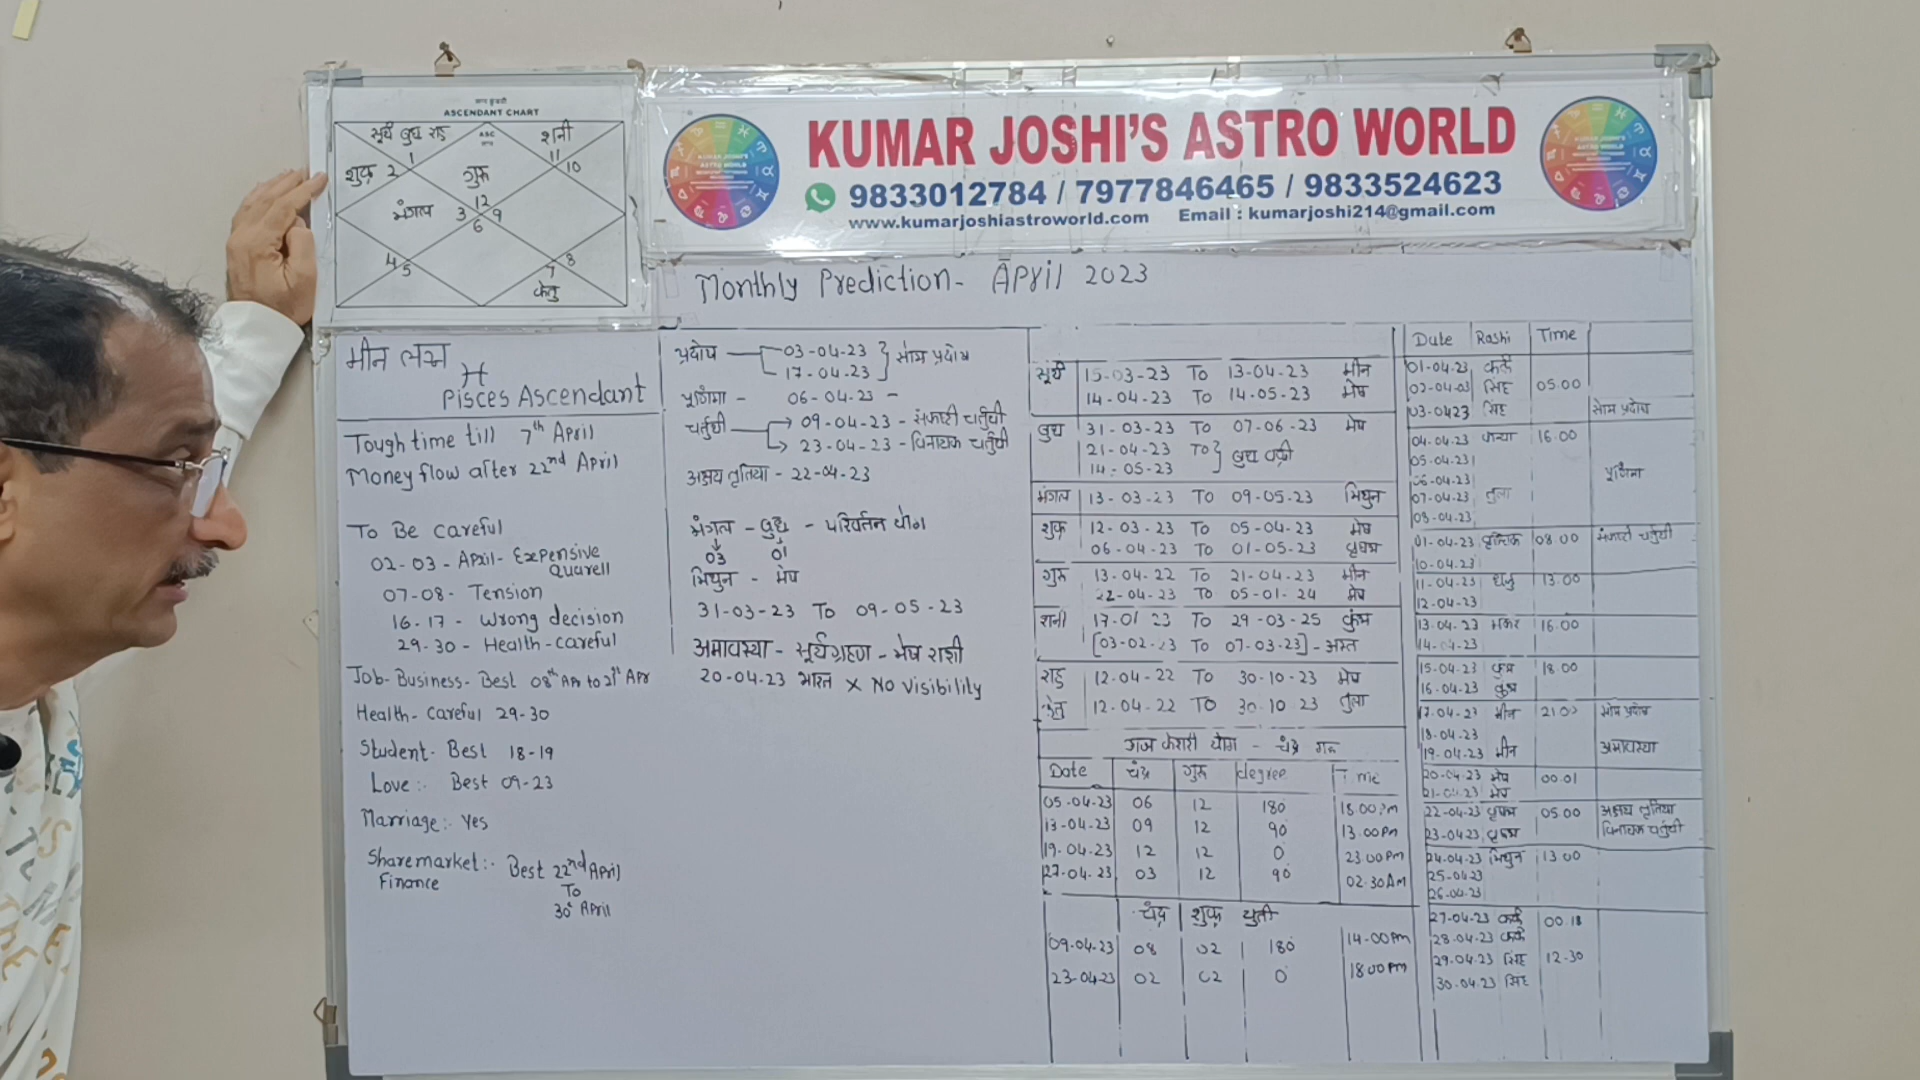 लग्न कुंडली
ASCENDANT CHART
सूर्य बुध राहु
ASC
लग्न
शनी
1
11
शुक्र 2
गुरु
10
मंगल
12
3
9
6
4
5
8
7
केतु
KUMAR JOSHI'S ASTRO WORLD
9833012784 / 7977846465 / 9833524623
www.kumarjoshiastroworld.com Email : kumarjoshi214@gmail.com
Monthly Prediction - April 2023
मीन लग्न
♓
Pisces Ascendant
Tough time till 7th April
Money flow after 22nd April
To Be Careful
02-03 - April - Expensive
Quarell
07-08 - Tension
16-17 - Wrong decision
29-30 - Health-careful
Job-Business- Best 08th Apr to 21st Apr
Health- Careful 29-30
Student- Best 18-19
Love:- Best 09-23
Marriage:- Yes
Sharemarket:- Best 22nd April
Finance
To
30 April
प्रदोष 03-04-23 } सोम प्रदोष
17-04-23
पूर्णिमा - 06-04-23 -
चर्तुथी → 09-04-23 - संकष्टी चर्तुथी
→ 23-04-23 - विनायक चर्तुथी
अक्षय तृतिया - 22-04-23
मंगल - बुध - परिवर्तन योग
03 01
मिथुन - मेष
31-03-23 TO 09-05-23
अमावस्या - सूर्यग्रहण - मेष राशी
20-04-23 भारत X No Visibility
सूर्य 15-03-23 TO 13-04-23 मीन
14-04-23 TO 14-05-23 मेष
बुध 31-03-23 TO 07-06-23 मेष
21-04-23 TO } बुध वक्री
14-05-23
मंगल 13-03-23 TO 09-05-23 मिथुन
शुक्र 12-03-23 TO 05-04-23 मेष
06-04-23 TO 01-05-23 वृषभ
गुरु 13-04-22 TO 21-04-23 मीन
22-04-23 TO 05-01-24 मेष
शनी 17-01 23 TO 29-03-25 कुंभ
[03-02-23 TO 07-03-23] - अस्त
राहु 12-04-22 TO 30-10-23 मेष
केतु 12-04-22 TO 30-10-23 तुला
गज केसरी योग - चंद्र गुरु
Date चंद्र गुरु degree Time
05-04-23 06 12 180 18.00 Pm
13-04-23 09 12 90 13.00 Pm
19-04-23 12 12 0 23 00 Pm
27-04-23 03 12 90 02.30 AM
चंद्र शुक्र युती
09-04-23 08 02 180 14-00 Pm
23-04-23 02 02 0 18 00 Pm
Date Rashi Time
01-04-23 कर्क
02-04-03 सिंह 05.00
03-0423 सिंह सोम प्रदोष
04-04-23 कन्या 16.00
05-04-23
06-04-23 पूर्णिमा
07-04-23 तुला
08-04-23
01-04-23 वृश्चिक 08.00 संकष्टी चर्तुथी
10-04-23
11-04-23 धनु 13.00
12-04-23
13-04-23 मकर 16.00
14-04-23
15-04-23 कुंभ 18.00
16-04-23 कुंभ
17-04-23 मीन 21.00 सोम प्रदोष
18-04-23
19-04-23 मीन अमावस्या
20-04-23 मेष 00.01
21-04-23 मेष
22-04-23 वृषभ 05.00 अक्षय तृतिया
23-0423 वृषभ विनायक चर्तुथी
24-04-23 मिथुन 13.00
25-0423
26-04-23
27-04-23 कर्क 00.18
28-04-23 कर्क
29-04-23 सिंह 12-30
30-04-23 सिंह